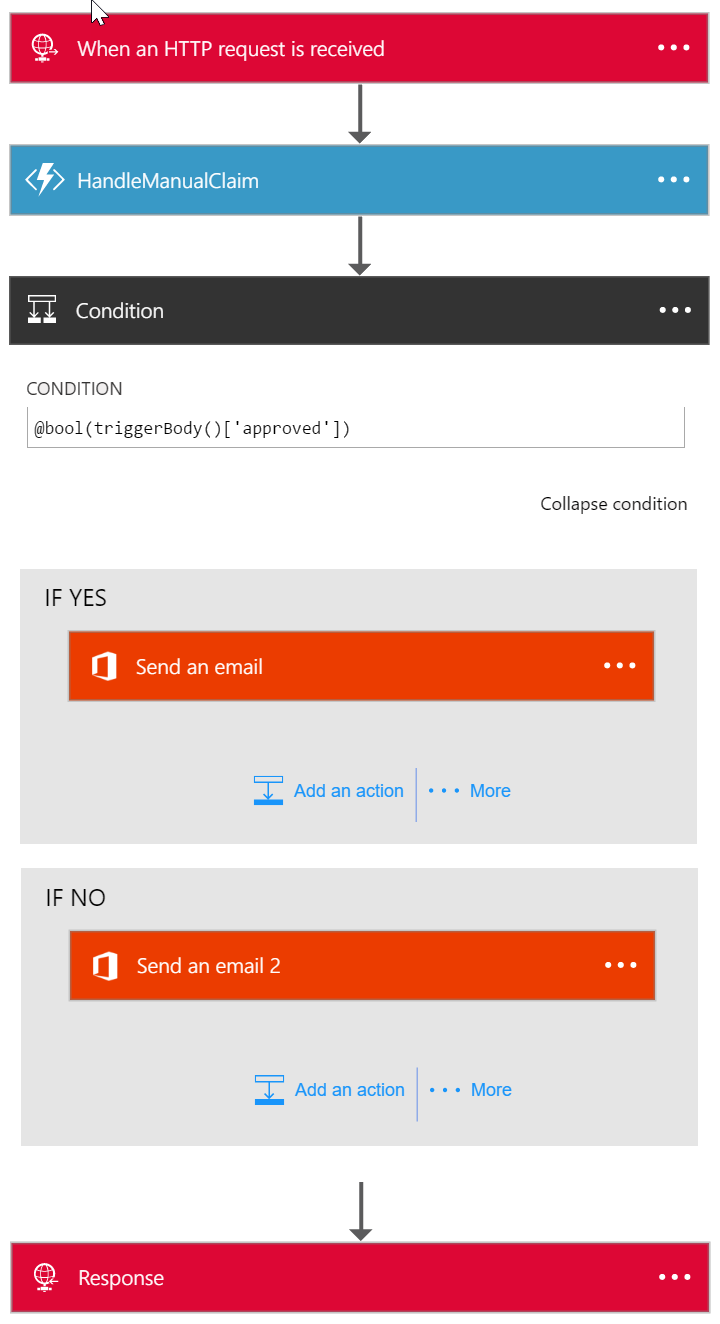 When an HTTP request is received
HandleManualClaim
Condition
CONDITION
@bool(triggerBody()['approved'])
Collapse condition
IF YES
Send an email
Add an action
More
IF NO
Send an email 2
Add an action
More
Response